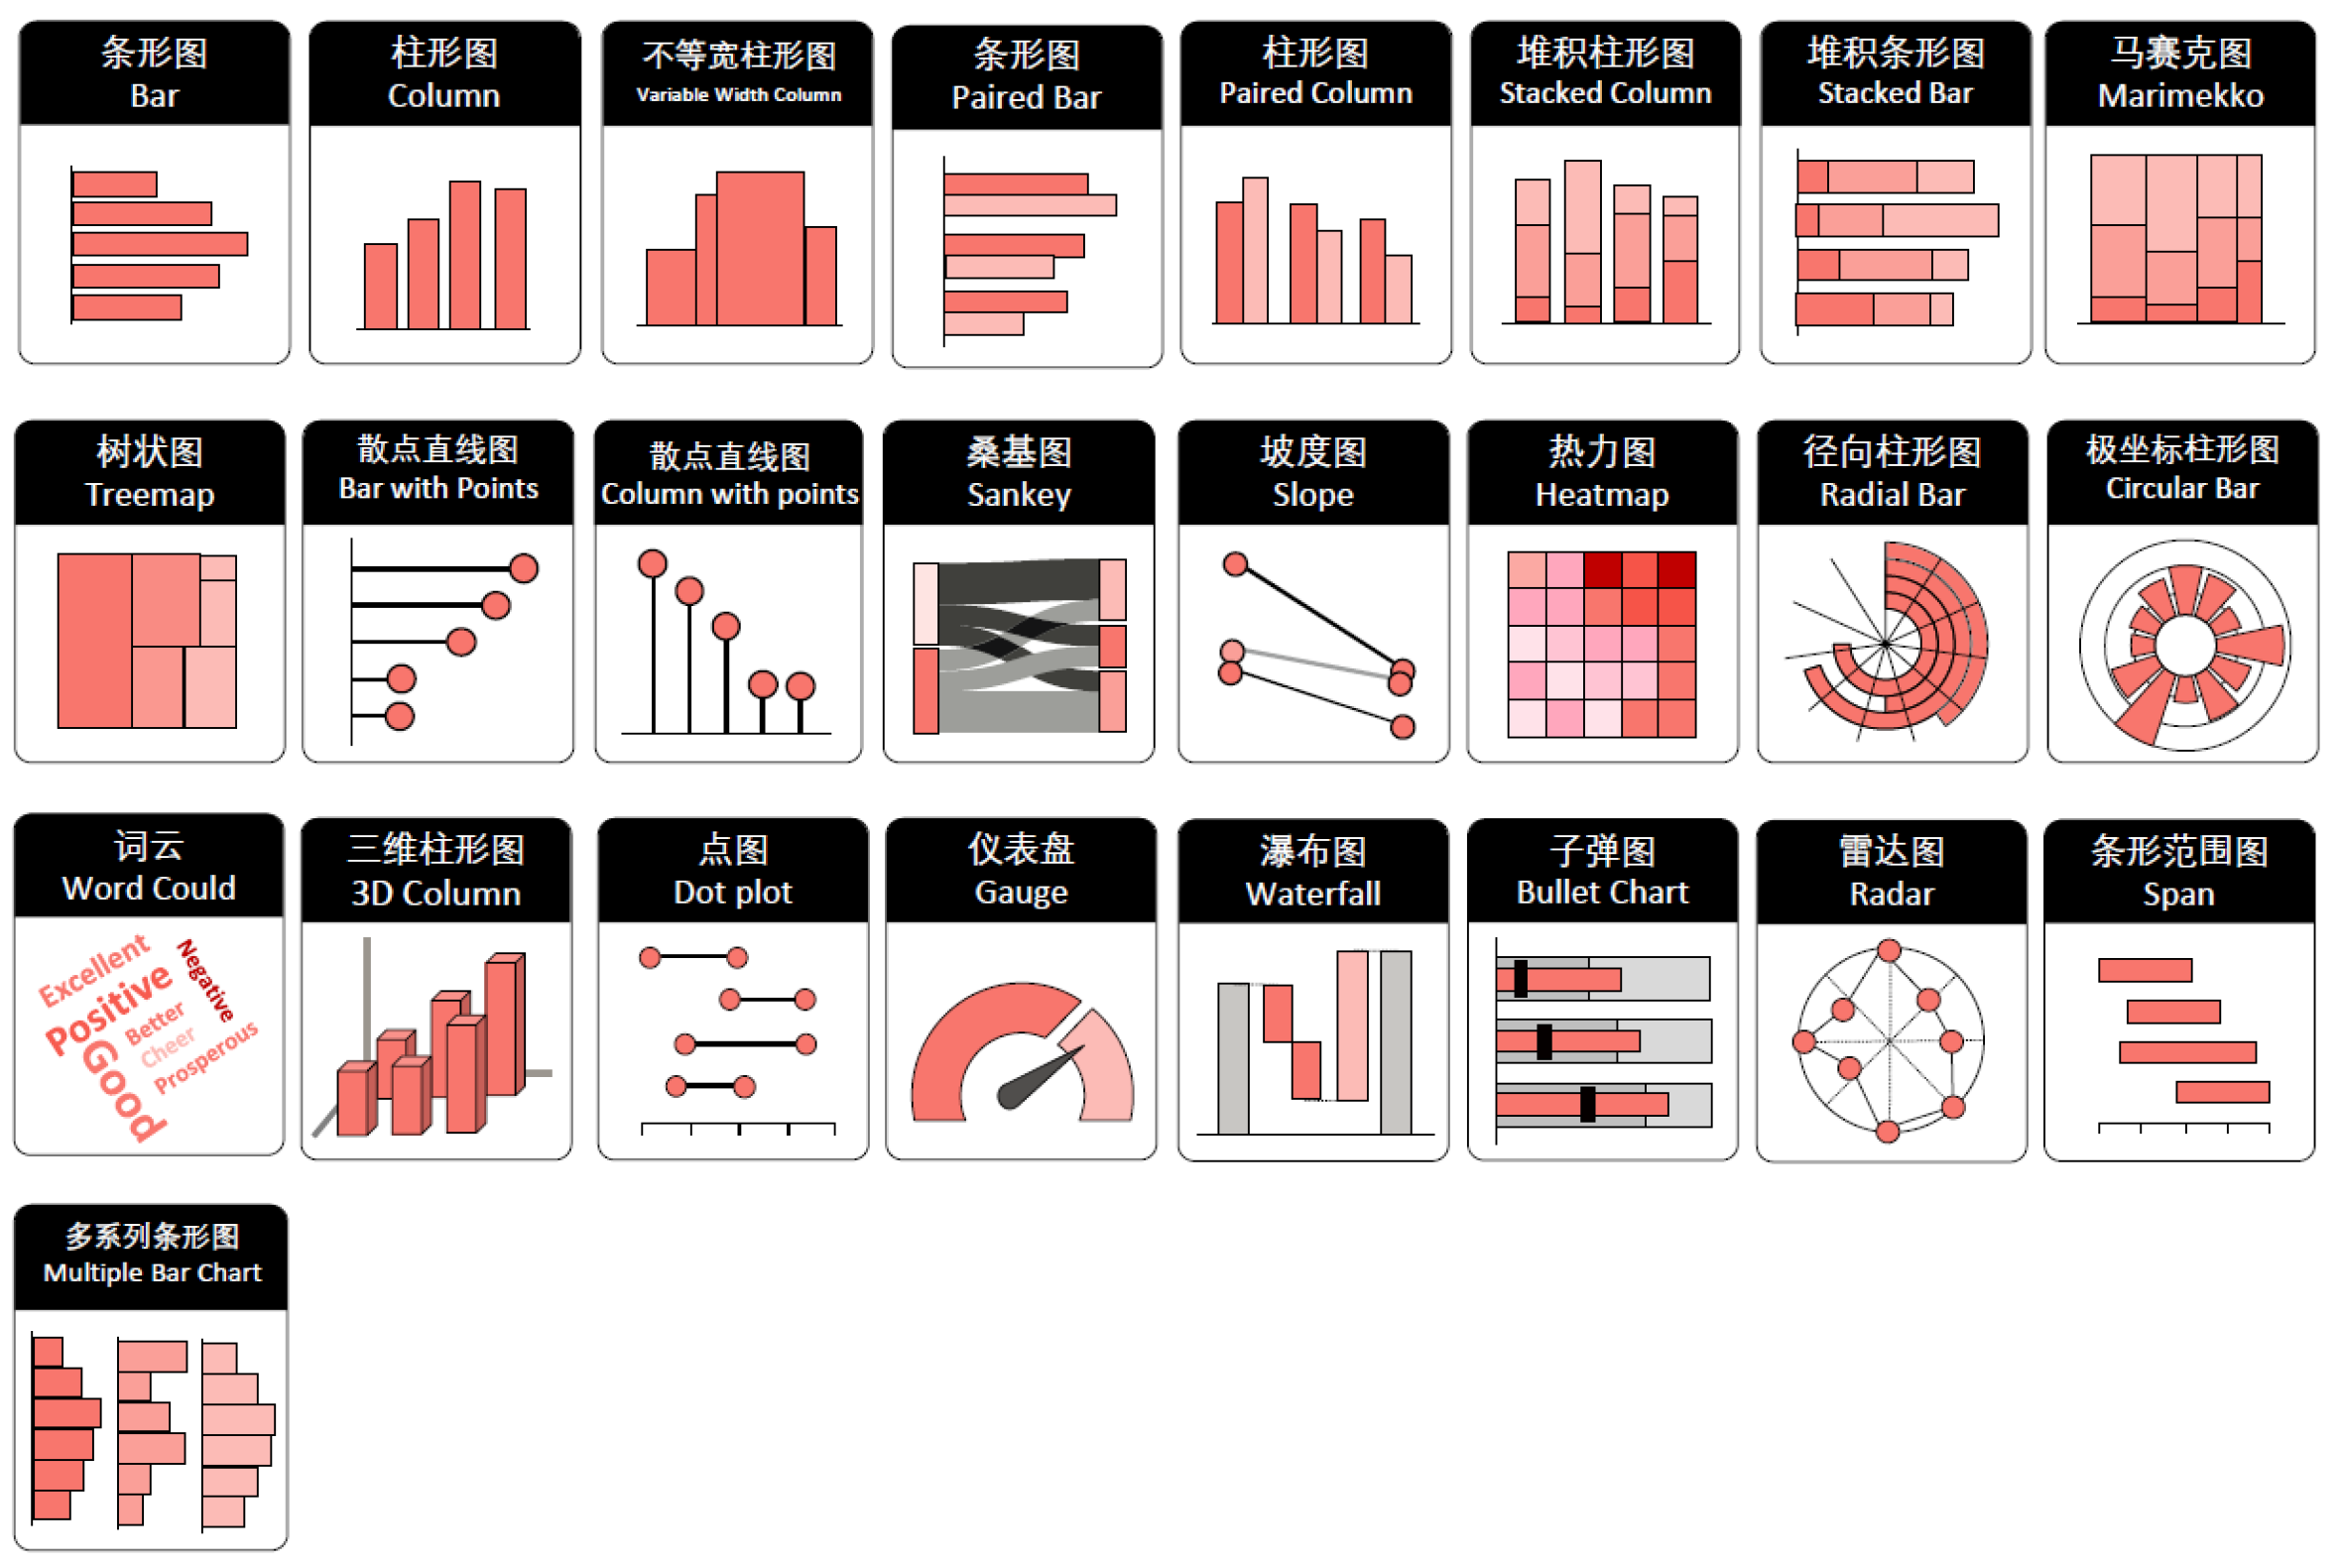 条形图
Bar
柱形图
Column
不等宽柱形图
Variable Width Column
条形图
Paired Bar
柱形图
Paired Column
堆积柱形图
Stacked Column
堆积条形图
Stacked Bar
马赛克图
Marimekko
树状图
Treemap
散点直线图
Bar with Points
散点直线图
Column with points
桑基图
Sankey
坡度图
Slope
热力图
Heatmap
径向柱形图
Radial Bar
极坐标柱形图
Circular Bar
词云
Word Could
Excellent
Negative
Positive
Better
Cheer
Good
Prosperous
三维柱形图
3D Column
点图
Dot plot
仪表盘
Gauge
瀑布图
Waterfall
子弹图
Bullet Chart
雷达图
Radar
条形范围图
Span
多系列条形图
Multiple Bar Chart